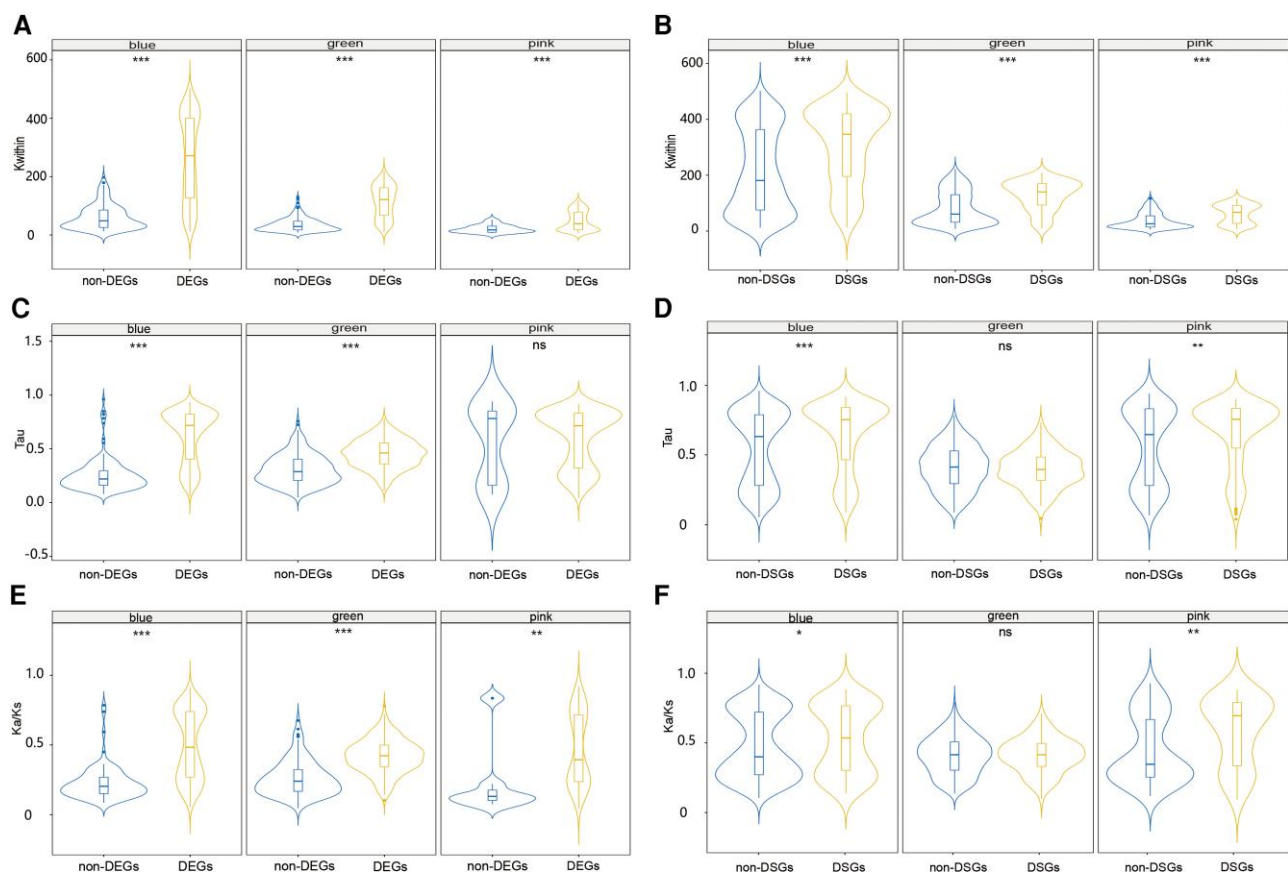 A
blue
green
pink
***
***
***
600
400
200
0
Kwithin
non-DEGs
DEGs
non-DEGs
DEGs
non-DEGs
DEGs
B
blue
green
pink
***
***
***
600
400
200
0
Kwithin
non-DSGs
DSGs
non-DSGs
DSGs
non-DSGs
DSGs
C
blue
green
pink
***
***
ns
1.5
1.0
0.5
0.0
-0.5
Tau
non-DEGs
DEGs
non-DEGs
DEGs
non-DEGs
DEGs
D
blue
green
pink
***
ns
**
1.0
0.5
0
Tau
non-DSGs
DSGs
non-DSGs
DSGs
non-DSGs
DSGs
E
blue
green
pink
***
***
**
1.0
0.5
0
Ka/Ks
non-DEGs
DEGs
non-DEGs
DEGs
non-DEGs
DEGs
F
blue
green
pink
*
ns
**
1.0
0.5
0
Ka/Ks
non-DSGs
DSGs
non-DSGs
DSGs
non-DSGs
DSGs